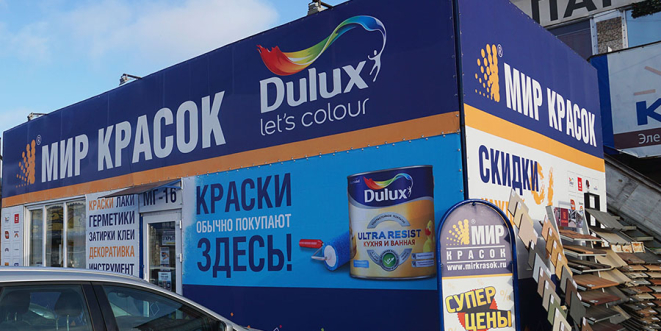 Dulux
let's colour
МИР КРАСОК
МИР КРАСОК
КРАСКИ ЛАКИ
ГЕРМЕТИКИ
ЗАТИРКИ КЛЕИ
ДЕКОРАТИВКА
ИНСТРУМЕНТ
МГ-16
КРАСКИ
ОБЫЧНО ПОКУПАЮТ
ЗДЕСЬ!
Dulux
ULTRA RESIST
КУХНЯ И ВАННАЯ
СКИДКИ
МИР
КРАСОК
www.mirkrasok.ru
СУПЕР
ЦЕНЫ